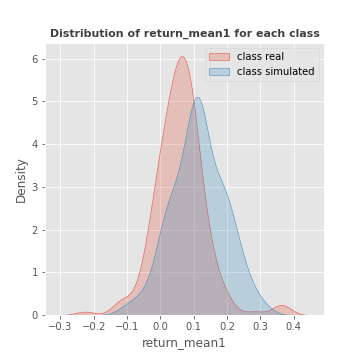 Distribution of return_mean1 for each class
class real
class simulated
Density
6
5
4
3
2
1
0
−0.3 −0.2 −0.1 0.0 0.1 0.2 0.3 0.4
return_mean1